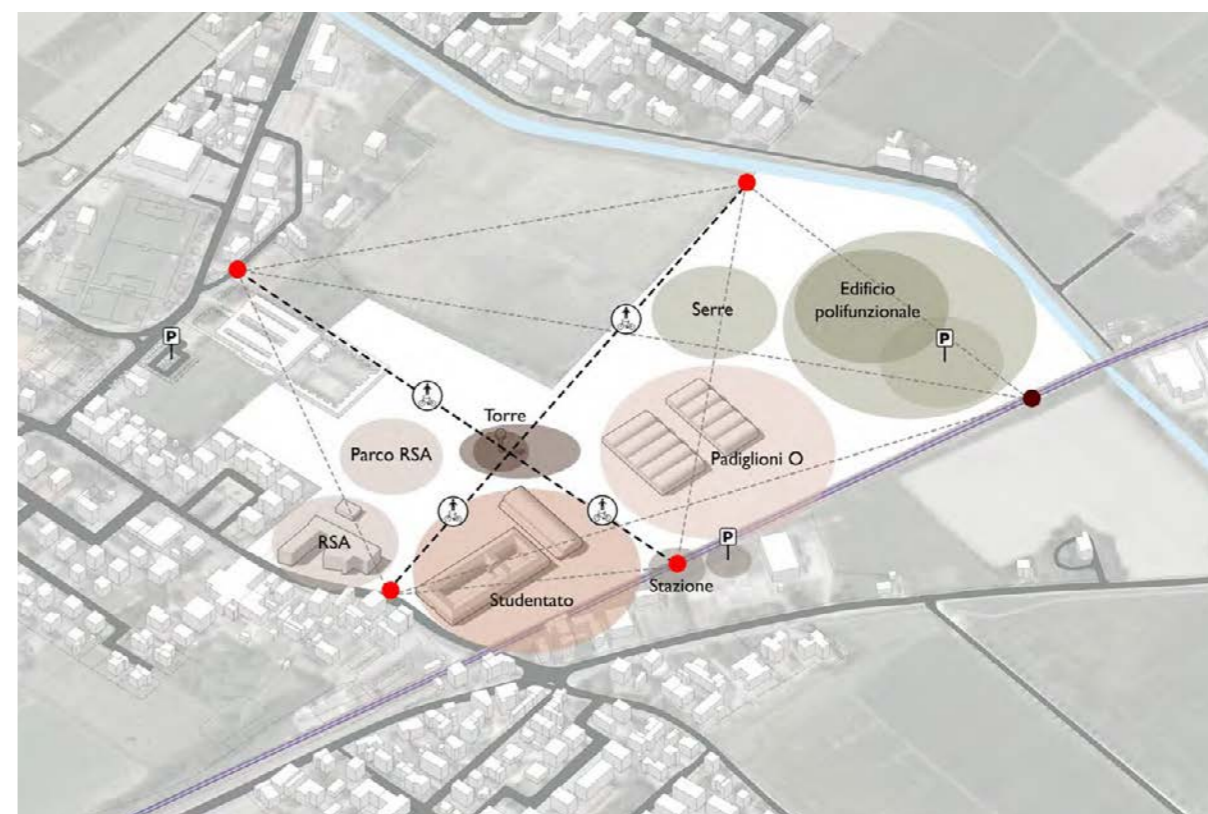 Edificio
polifunzionale
Serre
P
P
Torre
Parco RSA
Padiglioni O
RSA
P
Stazione
Studentato